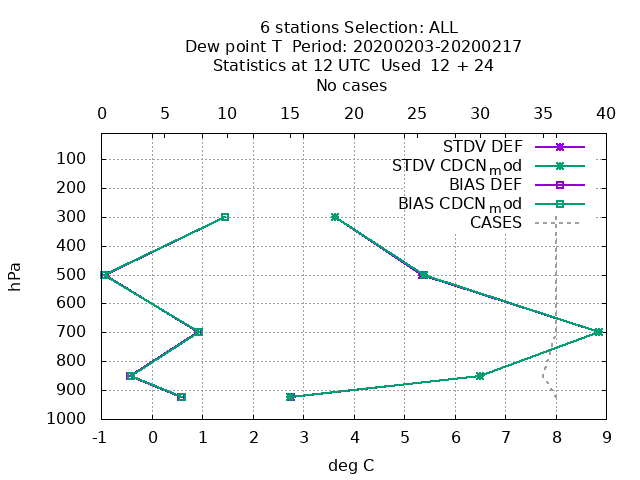 6 stations Selection: ALL
Dew point T  Period: 20200203-20200217
Statistics at 12 UTC  Used  12 + 24
No cases
0 5 10 15 20 25 30 35 40
STDV DEF
STDV CDCN_mod
BIAS DEF
BIAS CDCN_mod
CASES
100
200
300
400
500
600
700
800
900
1000
hPa
-1 0 1 2 3 4 5 6 7 8 9
deg C